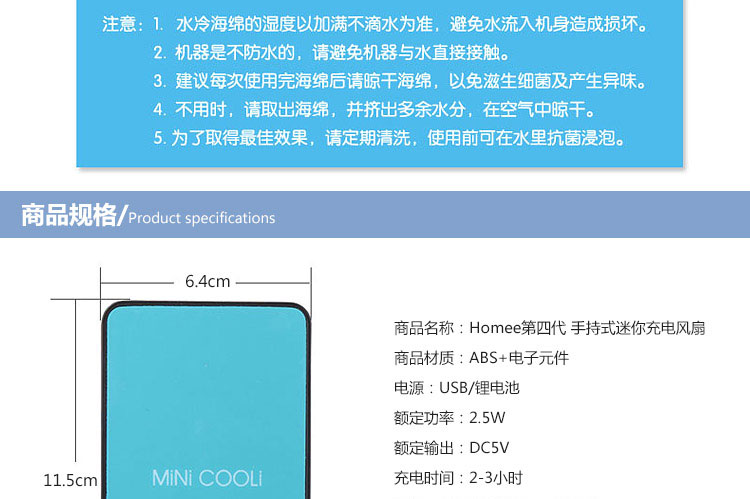 注意：1. 水冷海绵的湿度以加满不滴水为准，避免水流入机身造成损坏。
2. 机器是不防水的，请避免机器与水直接接触。
3. 建议每次使用完海绵后请晾干海绵，以免滋生细菌及产生异味。
4. 不用时，请取出海绵，并挤出多余水分，在空气中晾干。
5. 为了取得最佳效果，请定期清洗，使用前可在水里抗菌浸泡。
商品规格/Product specifications
6.4cm
商品名称：Homee第四代 手持式迷你充电风扇
商品材质：ABS+电子元件
电源：USB/锂电池
额定功率：2.5W
额定输出：DC5V
充电时间：2-3小时
11.5cm
MiNi COOLi